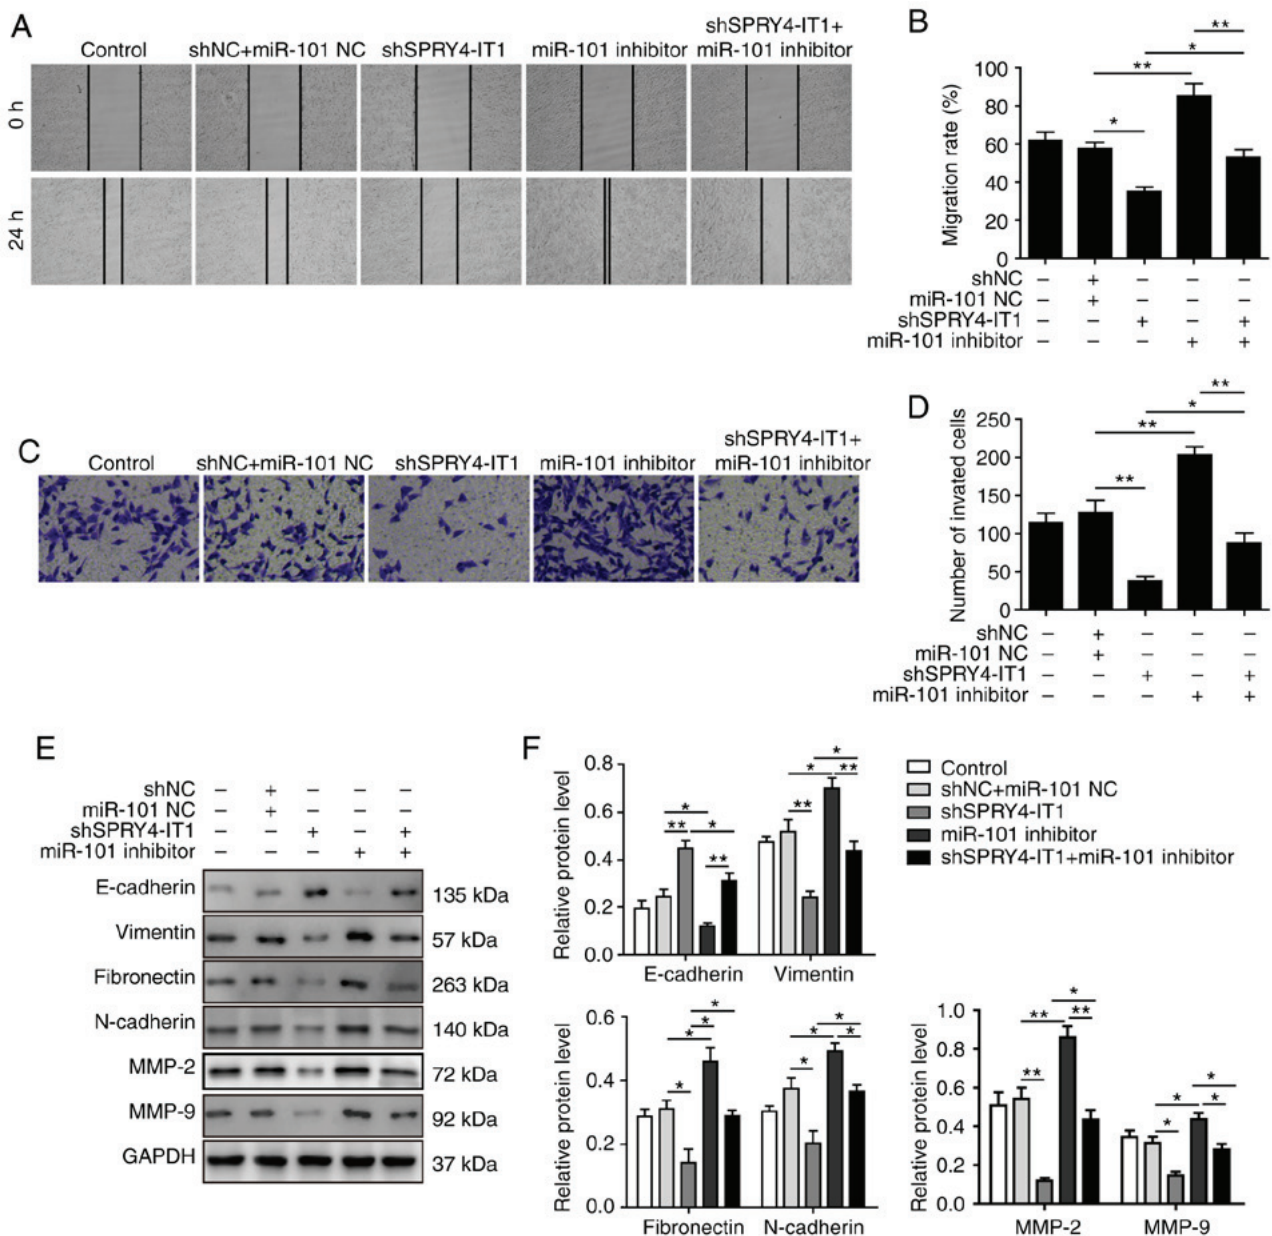 A
Control
shNC+miR-101 NC
shSPRY4-IT1
miR-101 inhibitor
shSPRY4-IT1+
miR-101 inhibitor
0 h
24 h
B
**
*
**
*
Migration rate (%)
100
80
60
40
20
0
shNC – + – – –
miR-101 NC – + – – –
shSPRY4-IT1 – – + – +
miR-101 inhibitor – – – + +
C
Control
shNC+miR-101 NC
shSPRY4-IT1
miR-101 inhibitor
shSPRY4-IT1+
miR-101 inhibitor
D
**
*
**
**
Number of invated cells
250
200
150
100
50
0
shNC – + – – –
miR-101 NC – + – – –
shSPRY4-IT1 – – + – +
miR-101 inhibitor – – – + +
E
shNC – + – – –
miR-101 NC – + – – –
shSPRY4-IT1 – – + – +
miR-101 inhibitor – – – + +
E-cadherin 135 kDa
Vimentin 57 kDa
Fibronectin 263 kDa
N-cadherin 140 kDa
MMP-2 72 kDa
MMP-9 92 kDa
GAPDH 37 kDa
F
Relative protein level
0.8
0.6
0.4
0.2
0.0
*
** *
**
*
* **
**
E-cadherin Vimentin
Control
shNC+miR-101 NC
shSPRY4-IT1
miR-101 inhibitor
shSPRY4-IT1+miR-101 inhibitor
Relative protein level
0.6
0.4
0.2
0.0
*
*
*
*
*
* *
*
Fibronectin N-cadherin
Relative protein level
1.0
0.8
0.6
0.4
0.2
0.0
*
** **
**
*
* *
*
MMP-2 MMP-9